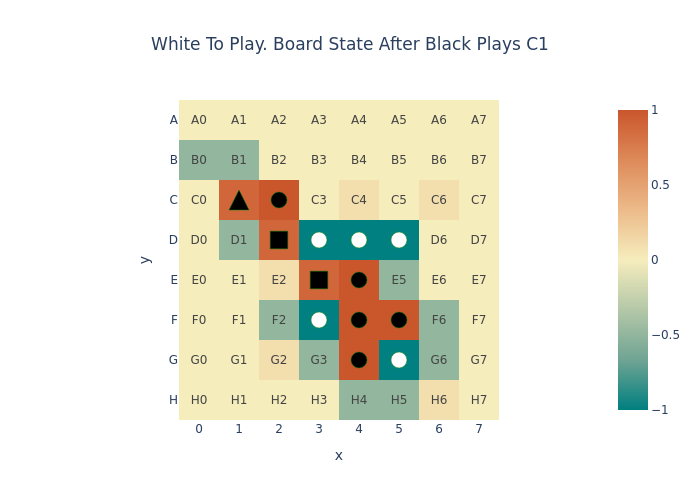 White To Play. Board State After Black Plays C1
A A0 A1 A2 A3 A4 A5 A6 A7
B B0 B1 B2 B3 B4 B5 B6 B7
C C0 C3 C4 C5 C6 C7
D D0 D1 D6 D7
E E0 E1 E2 E5 E6 E7
F F0 F1 F2 F6 F7
G G0 G1 G2 G3 G6 G7
H H0 H1 H2 H3 H4 H5 H6 H7
0 1 2 3 4 5 6 7
x
y
1
0.5
0
−0.5
−1